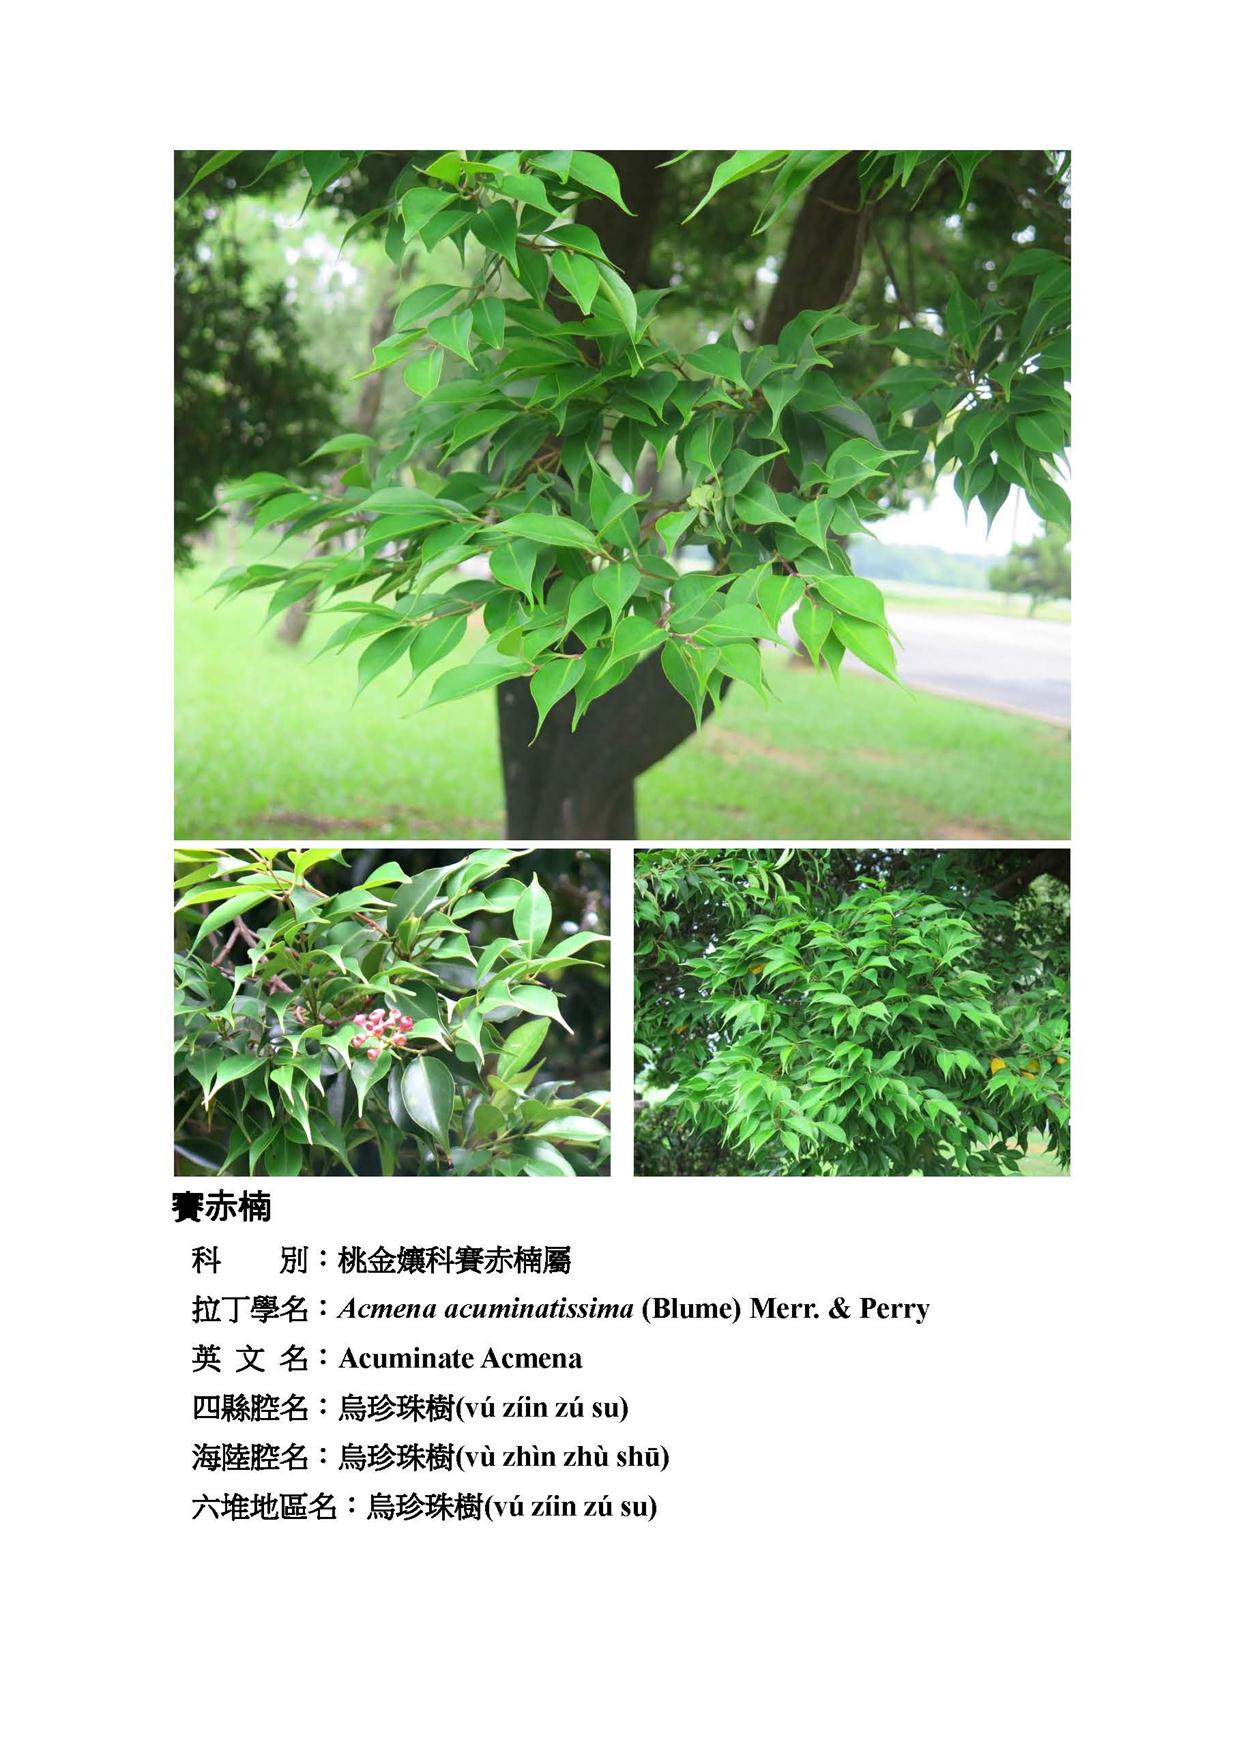 賽赤楠
科　　別：桃金孃科賽赤楠屬
拉丁學名：Acmena acuminatissima (Blume) Merr. & Perry
英 文 名：Acuminate Acmena
四縣腔名：烏珍珠樹(vú zíin zú su)
海陸腔名：烏珍珠樹(vù zhìn zhù shū)
六堆地區名：烏珍珠樹(vú zíin zú su)